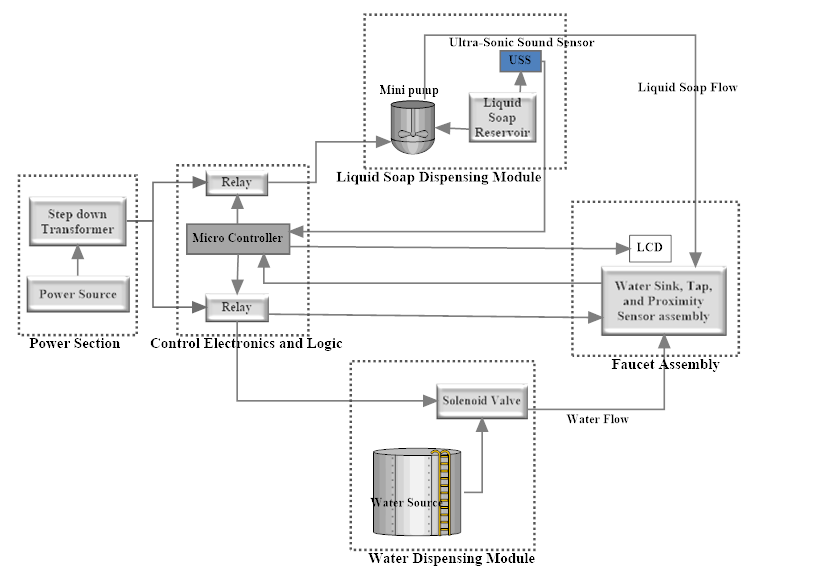 Ultra-Sonic Sound Sensor
USS
Liquid Soap Flow
Mini pump
Liquid
Soap
Reservoir
Liquid Soap Dispensing Module
Relay
Step down
Transformer
Micro Controller
LCD
Power Source
Relay
Water Sink, Tap,
and Proximity
Sensor assembly
Power Section
Control Electronics and Logic
Faucet Assembly
Solenoid Valve
Water Flow
Water Source
Water Dispensing Module